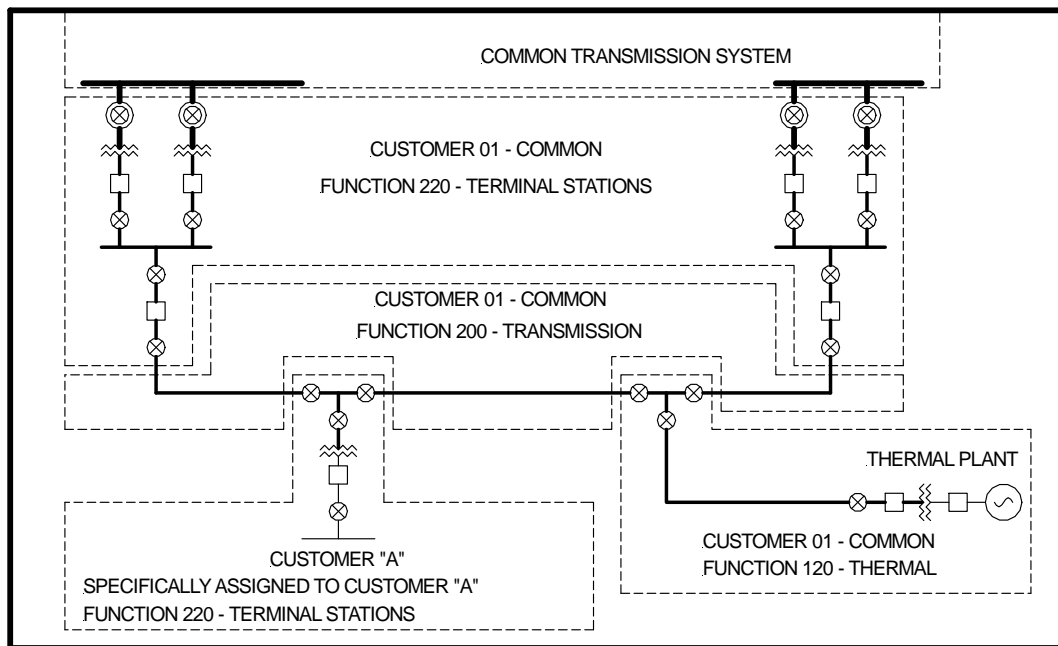 COMMON TRANSMISSION SYSTEM
CUSTOMER 01 - COMMON
FUNCTION 220 - TERMINAL STATIONS
CUSTOMER 01 - COMMON
FUNCTION 200 - TRANSMISSION
THERMAL PLANT
CUSTOMER 01 - COMMON
FUNCTION 120 - THERMAL
CUSTOMER "A"
SPECIFICALLY ASSIGNED TO CUSTOMER "A"
FUNCTION 220 - TERMINAL STATIONS